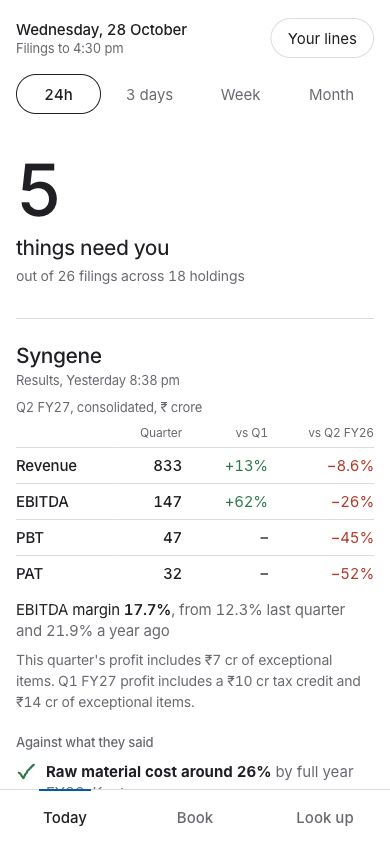 Wednesday, 28 October
Filings to 4:30 pm
Your lines
24h 3 days Week Month
5
things need you
out of 26 filings across 18 holdings
Syngene
Results, Yesterday 8:38 pm
Q2 FY27, consolidated, ₹ crore
Quarter vs Q1 vs Q2 FY26
Revenue 833 +13% −8.6%
EBITDA 147 +62% −26%
PBT 47 – −45%
PAT 32 – −52%
EBITDA margin 17.7%, from 12.3% last quarter
and 21.9% a year ago
This quarter's profit includes ₹7 cr of exceptional
items. Q1 FY27 profit includes a ₹10 cr tax credit and
₹14 cr of exceptional items.
Against what they said
Raw material cost around 26% by full year
Today Book Look up